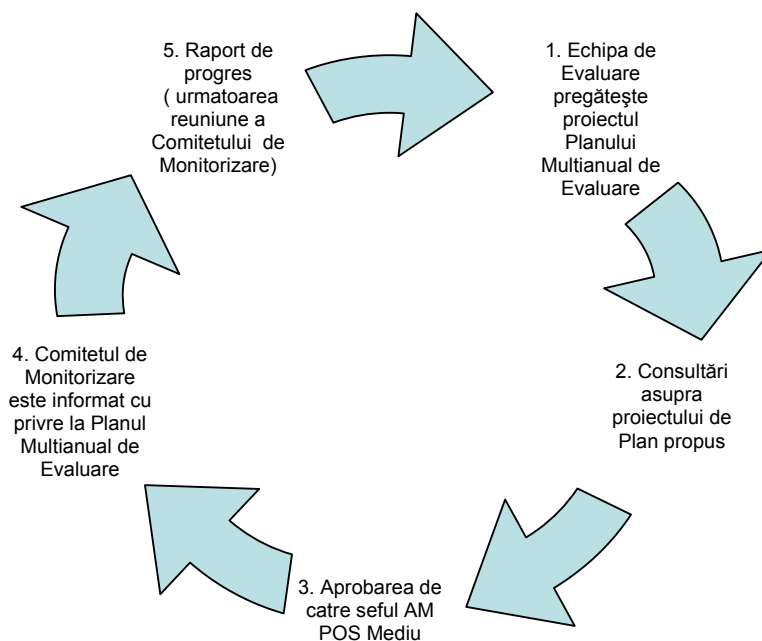 1. Echipa de
Evaluare
pregăteşte
proiectul
Planului
Multianual de
Evaluare
2. Consultări
asupra
proiectului de
Plan propus
3. Aprobarea de
catre seful AM
POS Mediu
4. Comitetul de
Monitorizare
este informat cu
privre la Planul
Multianual de
Evaluare
5. Raport de
progres
( urmatoarea
reuniune a
Comitetului de
Monitorizare)